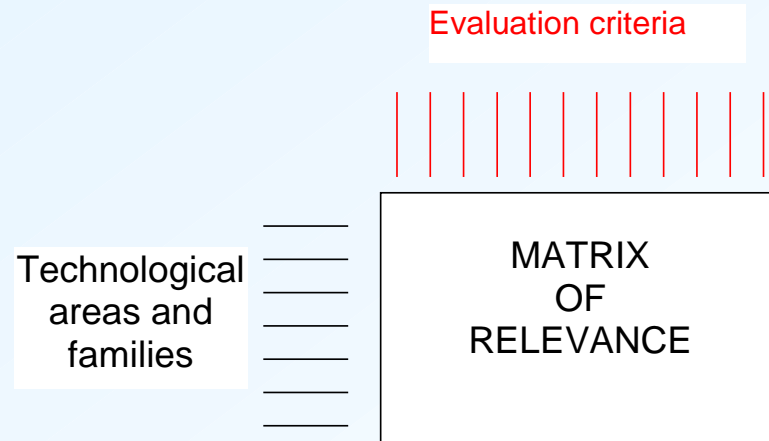 Evaluation criteria
Technological
areas and
families
MATRIX
OF
RELEVANCE